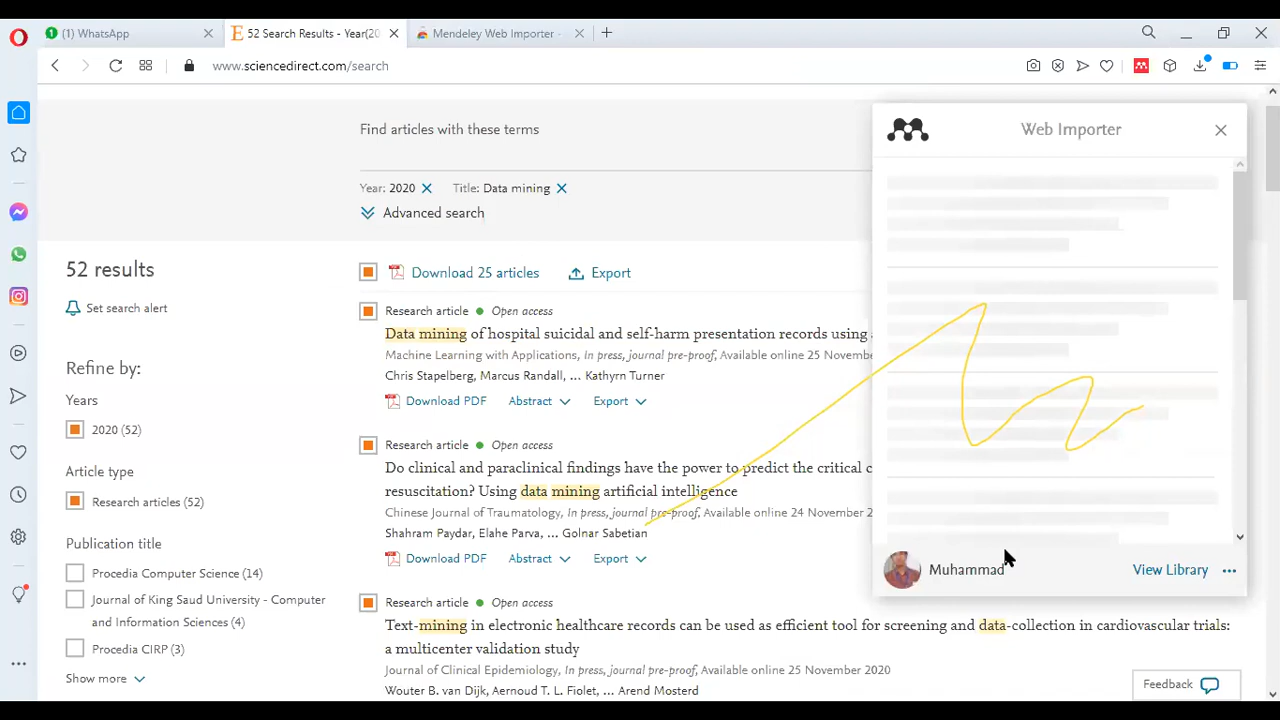 (1) WhatsApp
52 Search Results - Year(20
Mendeley Web Importer -
www.sciencedirect.com/search
Find articles with these terms
Year: 2020
Title: Data mining
Advanced search
52 results
Set search alert
Refine by:
Years
2020 (52)
Article type
Research articles (52)
Publication title
Procedia Computer Science (14)
Journal of King Saud University - Computer
and Information Sciences (4)
Procedia CIRP (3)
Show more
Download 25 articles
Export
Research article
Open access
Data mining of hospital suicidal and self-harm presentation records using
Machine Learning with Applications, In press, journal pre-proof, Available online 25 November
Chris Stapelberg, Marcus Randall, ... Kathyrn Turner
Download PDF
Abstract
Export
Research article
Open access
Do clinical and paraclinical findings have the power to predict the critical c
resuscitation? Using data mining artificial intelligence
Chinese Journal of Traumatology, In press, journal pre-proof, Available online 24 November 2
Shahram Paydar, Elahe Parva, ... Golnar Sabetian
Download PDF
Abstract
Export
Research article
Open access
Text-mining in electronic healthcare records can be used as efficient tool for screening and data-collection in cardiovascular trials:
a multicenter validation study
Journal of Clinical Epidemiology, In press, journal pre-proof, Available online 25 November 2020
Wouter B. van Dijk, Aernoud T. L. Fiolet, ... Arend Mosterd
Web Importer
Muhammad
View Library
Feedback